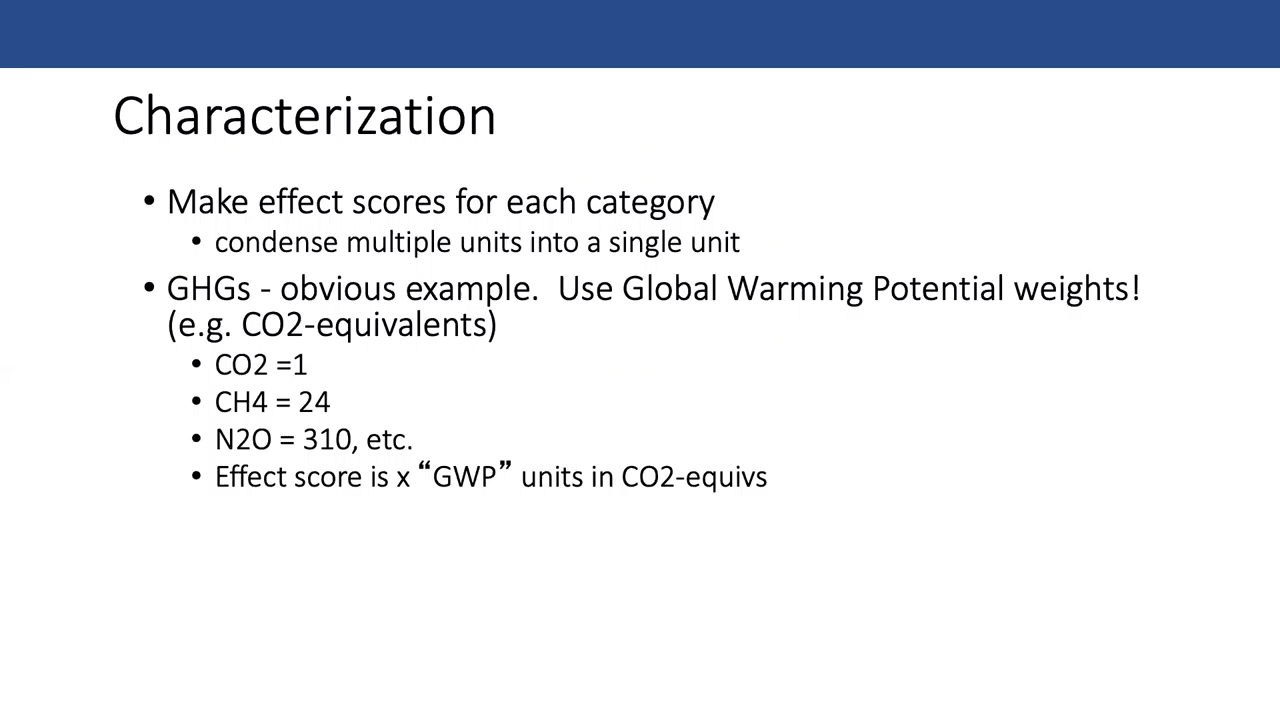 Characterization
• Make effect scores for each category
• condense multiple units into a single unit
• GHGs - obvious example.  Use Global Warming Potential weights!
(e.g. CO2-equivalents)
• CO2 =1
• CH4 = 24
• N2O = 310, etc.
• Effect score is x “GWP” units in CO2-equivs